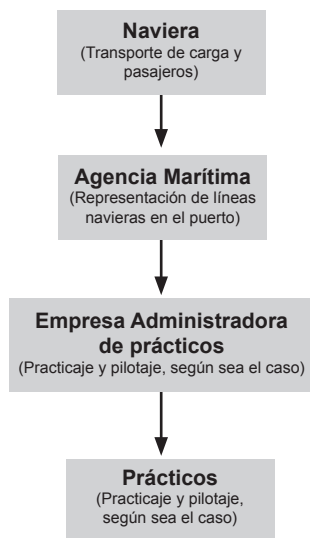 Naviera
(Transporte de carga y
pasajeros)
Agencia Marítima
(Representación de líneas
navieras en el puerto)
Empresa Administradora
de prácticos
(Practicaje y pilotaje, según sea el caso)
Prácticos
(Practicaje y pilotaje,
según sea el caso)